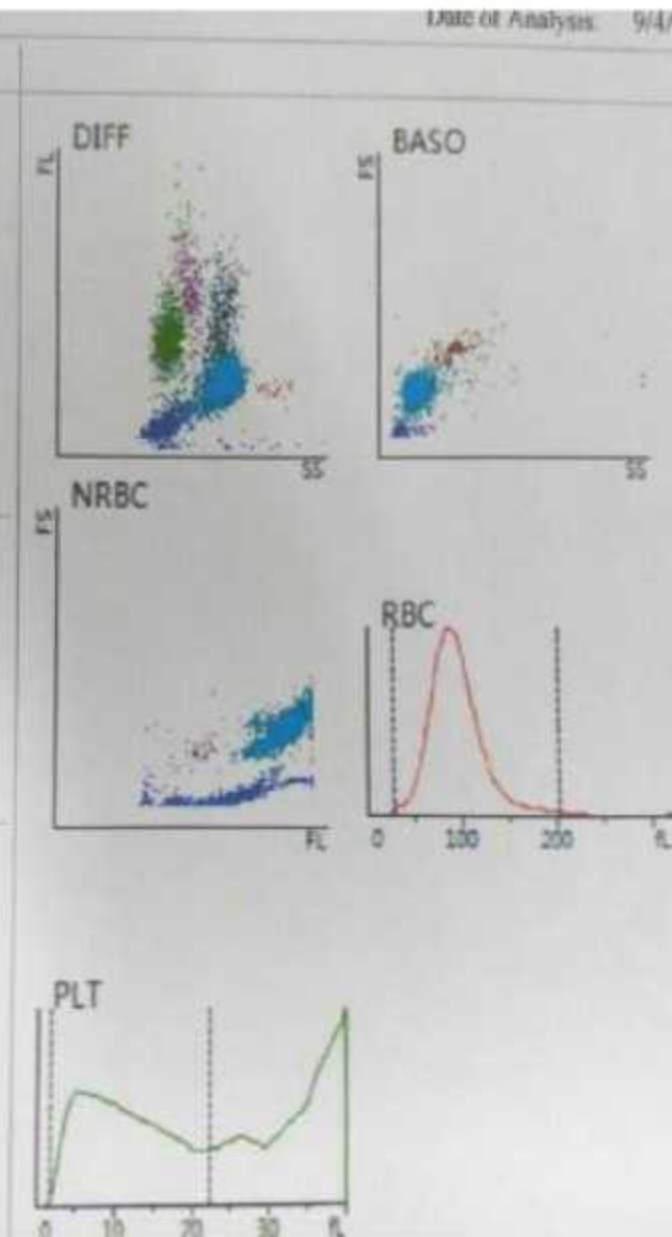 Date of Analysis 9/4/
DIFF
FL
SS
BASO
FS
SS
NRBC
FS
FL
RBC
0 100 200 fL
PLT
0 10 20 30 fL